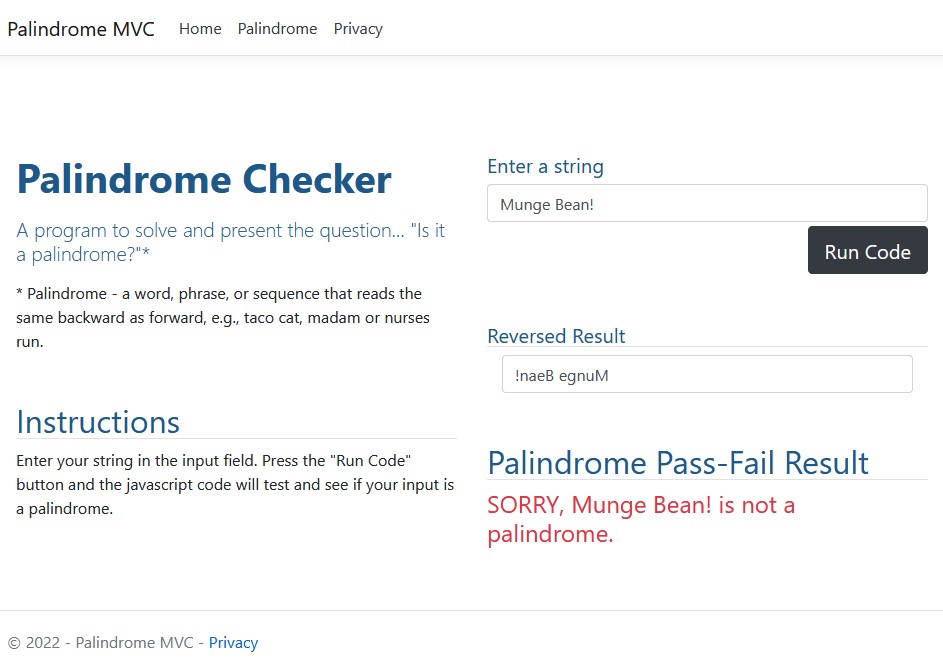 Palindrome MVC Home Palindrome Privacy
Palindrome Checker
A program to solve and present the question... "Is it
a palindrome?"*
* Palindrome - a word, phrase, or sequence that reads the
same backward as forward, e.g., taco cat, madam or nurses
run.
Instructions
Enter your string in the input field. Press the "Run Code"
button and the javascript code will test and see if your input is
a palindrome.
Enter a string
Munge Bean!
Run Code
Reversed Result
!naeB egnuM
Palindrome Pass-Fail Result
SORRY, Munge Bean! is not a
palindrome.
© 2022 - Palindrome MVC - Privacy